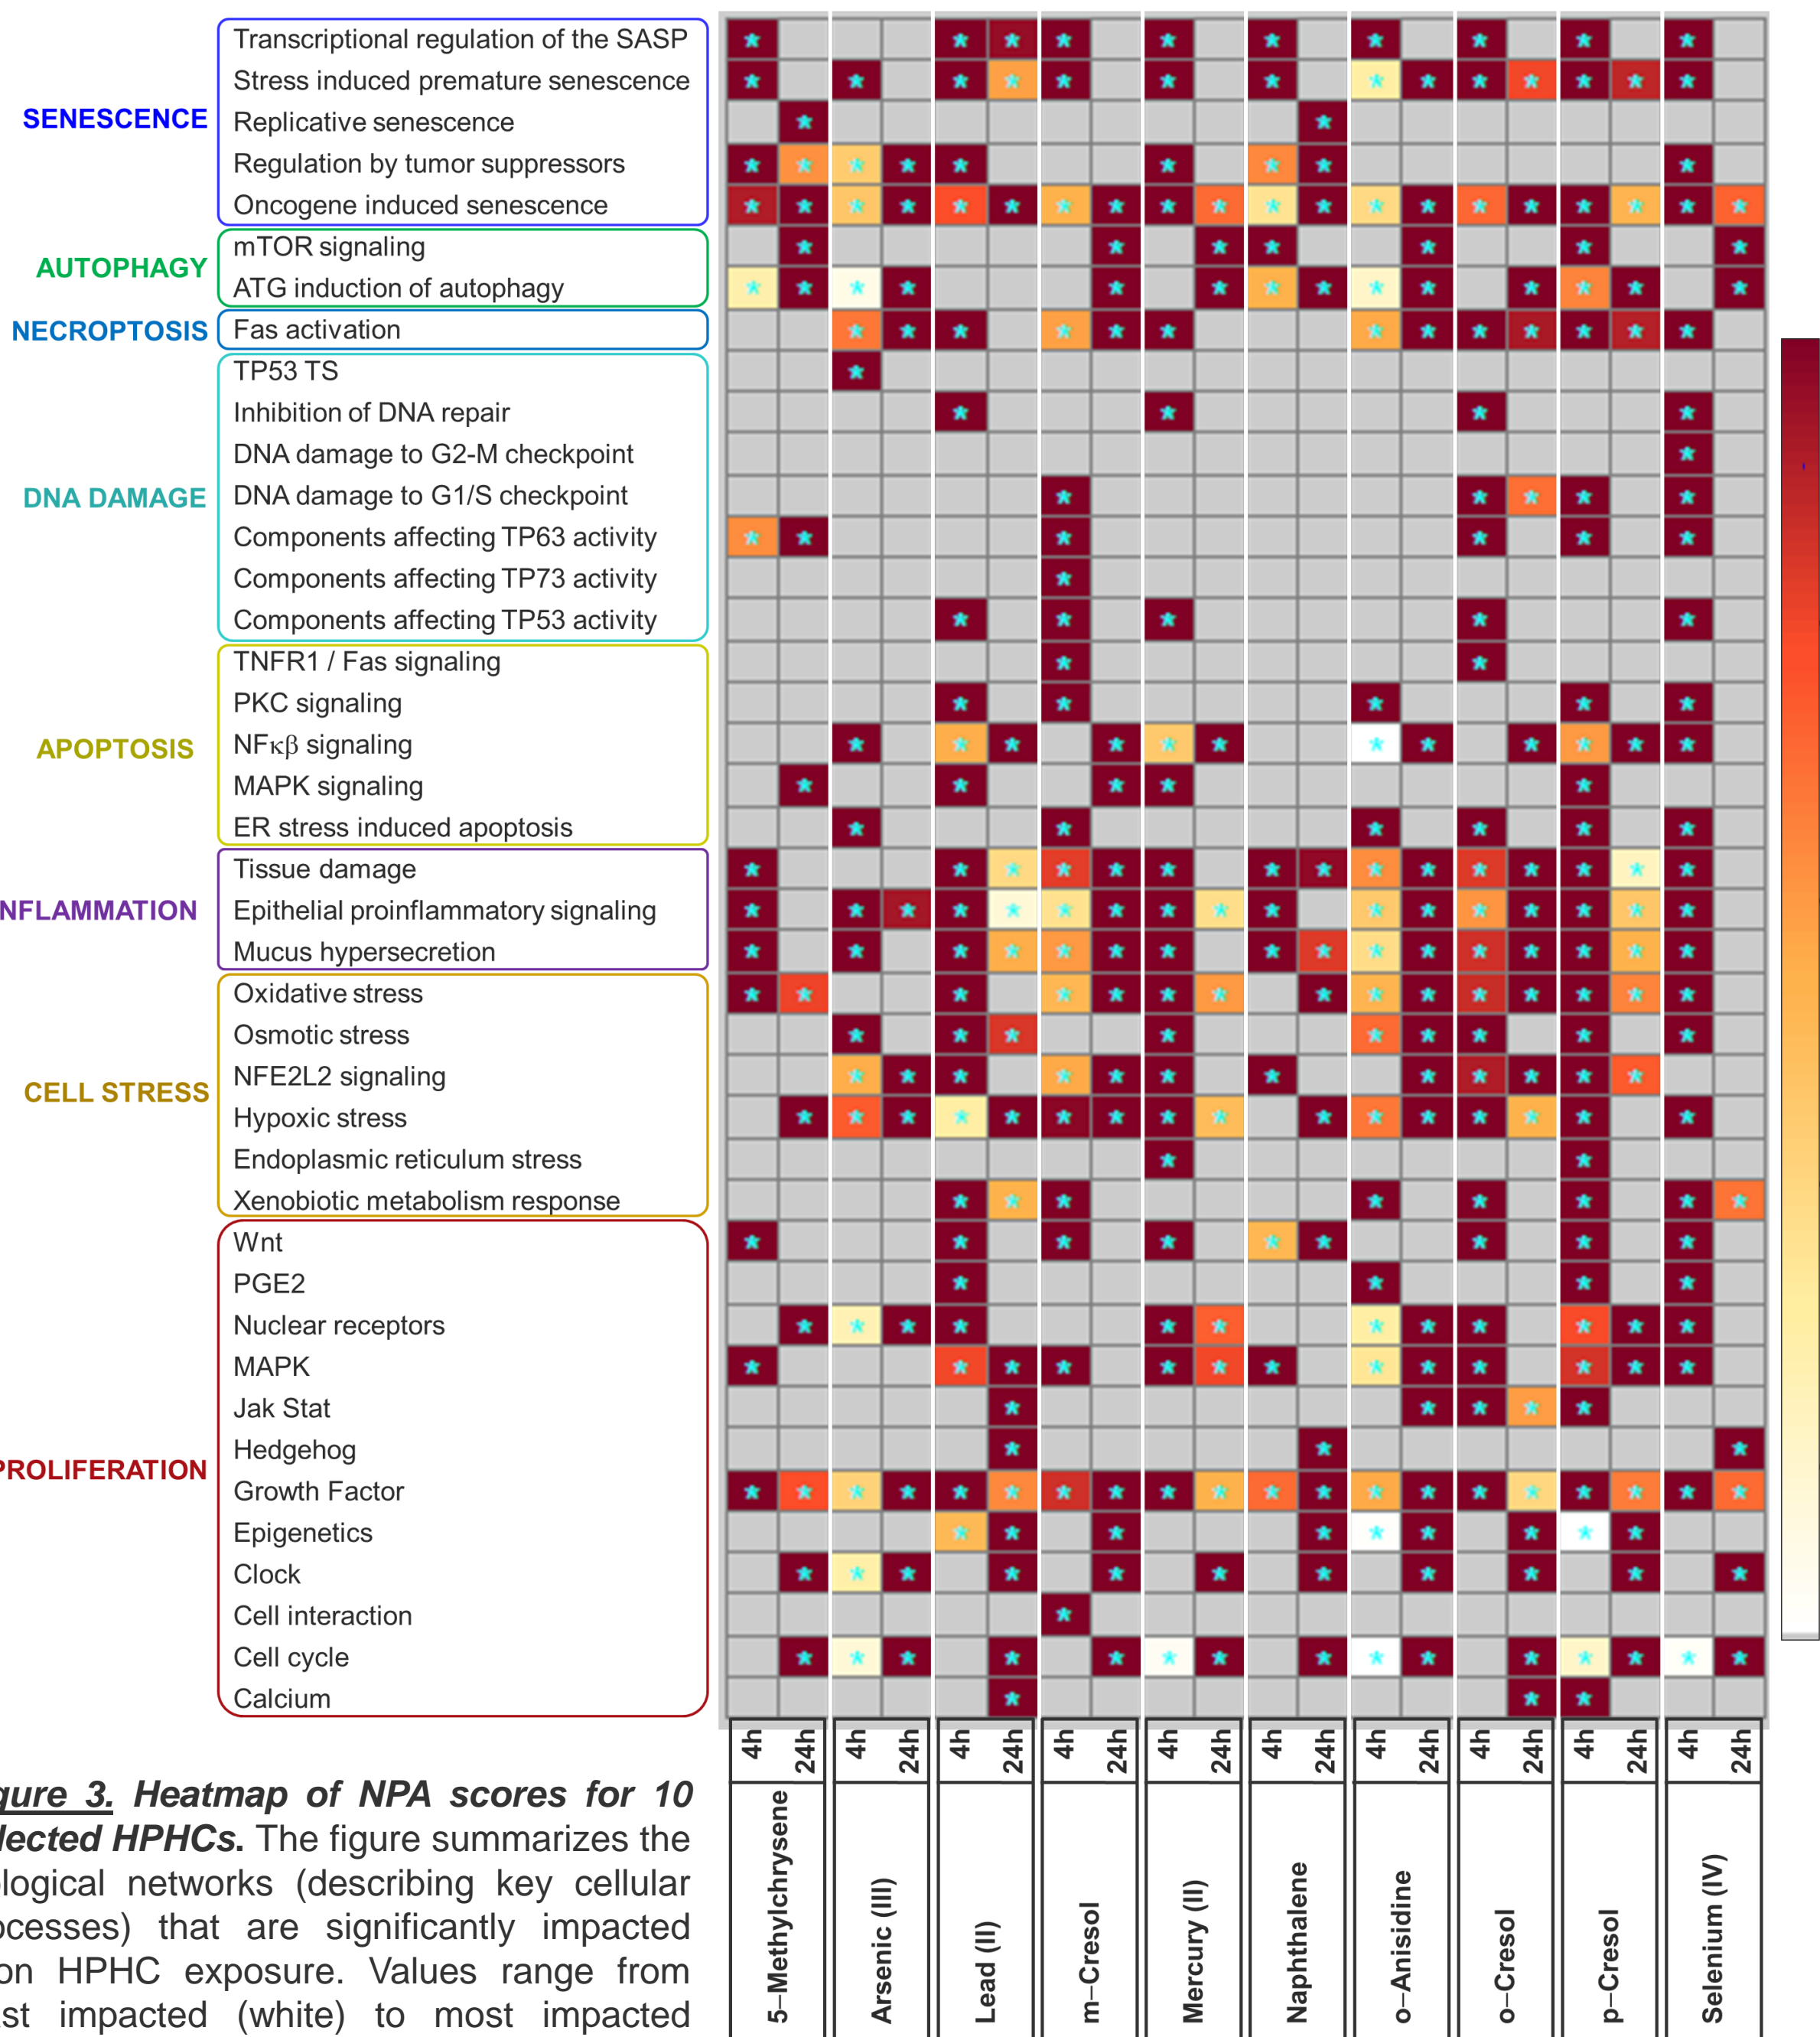 SENESCENCE
Transcriptional regulation of the SASP
Stress induced premature senescence
Replicative senescence
Regulation by tumor suppressors
Oncogene induced senescence
AUTOPHAGY
mTOR signaling
ATG induction of autophagy
NECROPTOSIS
Fas activation
DNA DAMAGE
TP53 TS
Inhibition of DNA repair
DNA damage to G2-M checkpoint
DNA damage to G1/S checkpoint
Components affecting TP63 activity
Components affecting TP73 activity
Components affecting TP53 activity
APOPTOSIS
TNFR1 / Fas signaling
PKC signaling
NFκβ signaling
MAPK signaling
ER stress induced apoptosis
NFLAMMATION
Tissue damage
Epithelial proinflammatory signaling
Mucus hypersecretion
CELL STRESS
Oxidative stress
Osmotic stress
NFE2L2 signaling
Hypoxic stress
Endoplasmic reticulum stress
Xenobiotic metabolism response
PROLIFERATION
Wnt
PGE2
Nuclear receptors
MAPK
Jak Stat
Hedgehog
Growth Factor
Epigenetics
Clock
Cell interaction
Cell cycle
Calcium
4h 24h 4h 24h 4h 24h 4h 24h 4h 24h 4h 24h 4h 24h 4h 24h 4h 24h 4h 24h
5–Methylchrysene
Arsenic (III)
Lead (II)
m–Cresol
Mercury (II)
Naphthalene
o–Anisidine
o–Cresol
p–Cresol
Selenium (IV)
gure 3. Heatmap of NPA scores for 10
lected HPHCs. The figure summarizes the
ological networks (describing key cellular
ocesses) that are significantly impacted
on HPHC exposure. Values range from
ast impacted (white) to most impacted